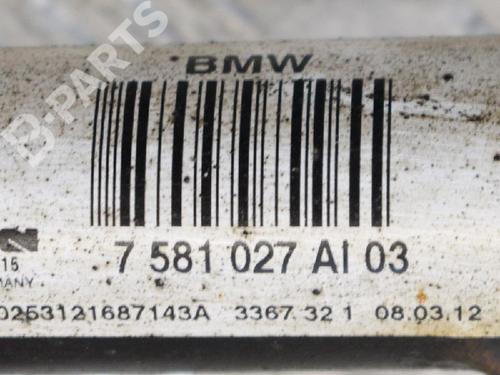 B-PARTS
BMW
15
7 581 027 AI 03
MANY
0253121687143A 3367 32 1 08.03.12